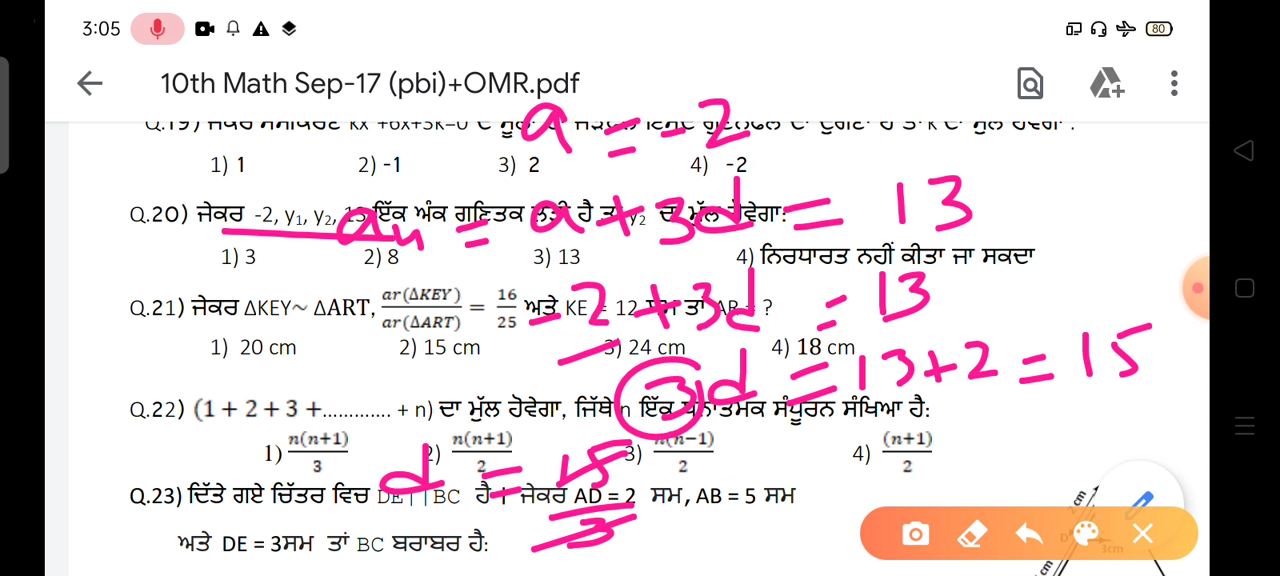 3:05 80
10th Math Sep-17 (pbi)+OMR.pdf
a = -2
1) 1 2) -1 3) 2 4) -2
Q.20) ਜੇਕਰ -2, y₁, y₂, 13 ਇੱਕ ਅੰਕ ਗਣਿਤਕ ਲੜੀ ਹੈ ਤਾਂ y₂ ਦਾ ਮੁੱਲ ਹੋਵੇਗਾ:
a₄ = a + 3d = 13
1) 3 2) 8 3) 13 4) ਨਿਰਧਾਰਤ ਨਹੀਂ ਕੀਤਾ ਜਾ ਸਕਦਾ
Q.21) ਜੇਕਰ ΔKEY~ ΔART, ar(ΔKEY)/ar(ΔART) = 16/25 ਅਤੇ KE = 12 ਸਮ ਤਾਂ AR = ?
-2 + 3d = 13
1) 20 cm 2) 15 cm 3) 24 cm 4) 18 cm
3d = 13 + 2 = 15
Q.22) (1 + 2 + 3 +............ + n) ਦਾ ਮੁੱਲ ਹੋਵੇਗਾ, ਜਿੱਥੇ n ਇੱਕ ਧਨਾਤਮਕ ਸੰਪੂਰਨ ਸੰਖਿਆ ਹੈ:
1) n(n+1)/3 2) n(n+1)/2 3) n(n−1)/2 4) (n+1)/2
d = 15/3
Q.23) ਦਿੱਤੇ ਗਏ ਚਿੱਤਰ ਵਿਚ DE || BC ਹੈ। ਜੇਕਰ AD = 2 ਸਮ, AB = 5 ਸਮ
ਅਤੇ DE = 3ਸਮ ਤਾਂ BC ਬਰਾਬਰ ਹੈ:
3cm